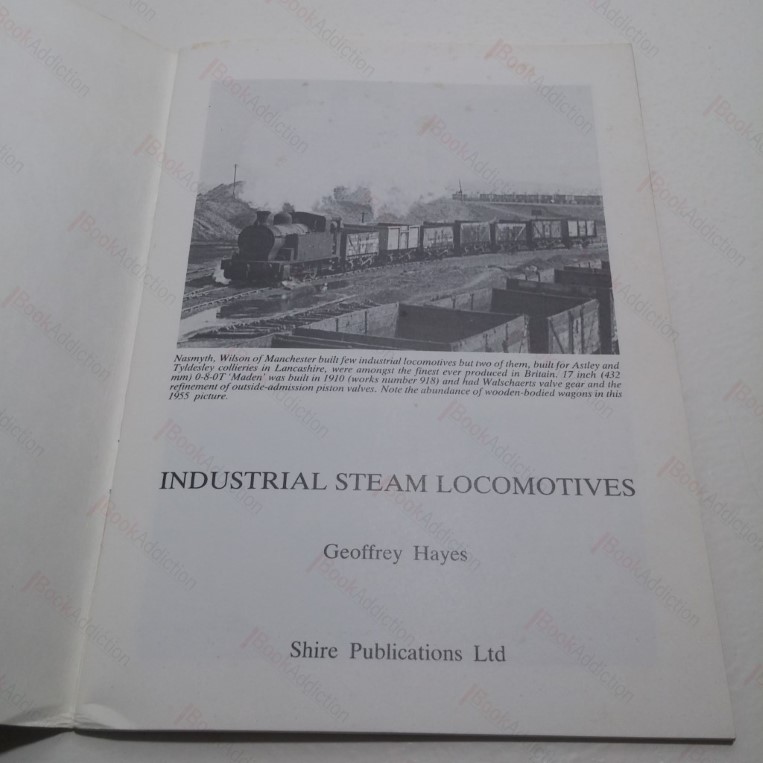 Nasmyth, Wilson of Manchester built few industrial locomotives but two of them, built for Astley and
Tyldesley collieries in Lancashire, were amongst the finest ever produced in Britain. 17 inch (432
mm) 0-8-0T 'Maden' was built in 1910 (works number 918) and had Walschaerts valve gear and the
refinement of outside-admission piston valves. Note the abundance of wooden-bodied wagons in this
1955 picture.
INDUSTRIAL STEAM LOCOMOTIVES
Geoffrey Hayes
Shire Publications Ltd
BookAddiction